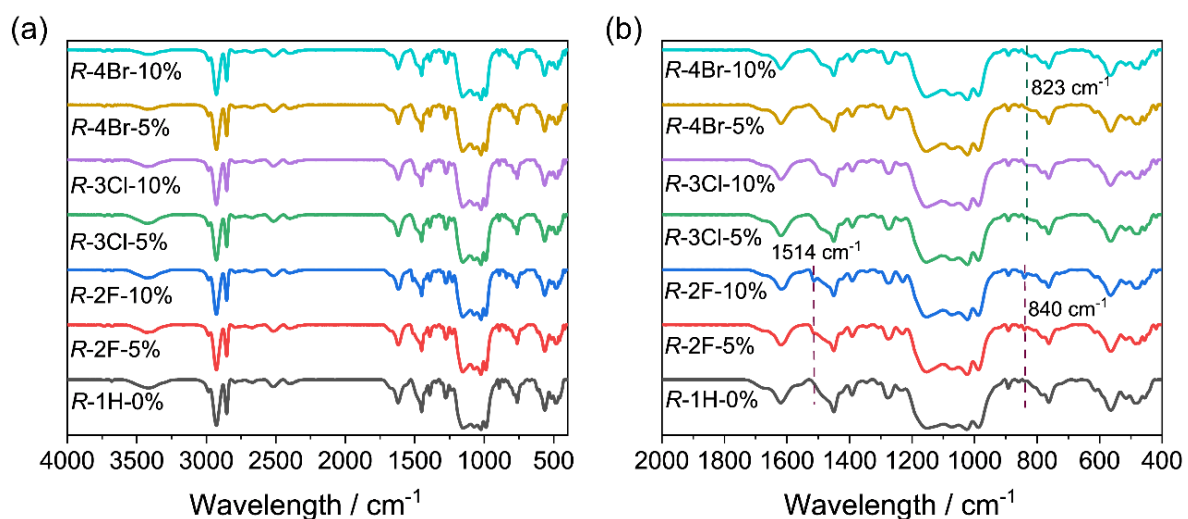 (a)
R-4Br-10%
R-4Br-5%
R-3Cl-10%
R-3Cl-5%
R-2F-10%
R-2F-5%
R-1H-0%
4000 3500 3000 2500 2000 1500 1000 500
Wavelength / cm⁻¹
(b)
R-4Br-10%
823 cm⁻¹
R-4Br-5%
R-3Cl-10%
R-3Cl-5%
1514 cm⁻¹
R-2F-10%
840 cm⁻¹
R-2F-5%
R-1H-0%
2000 1800 1600 1400 1200 1000 800 600 400
Wavelength / cm⁻¹